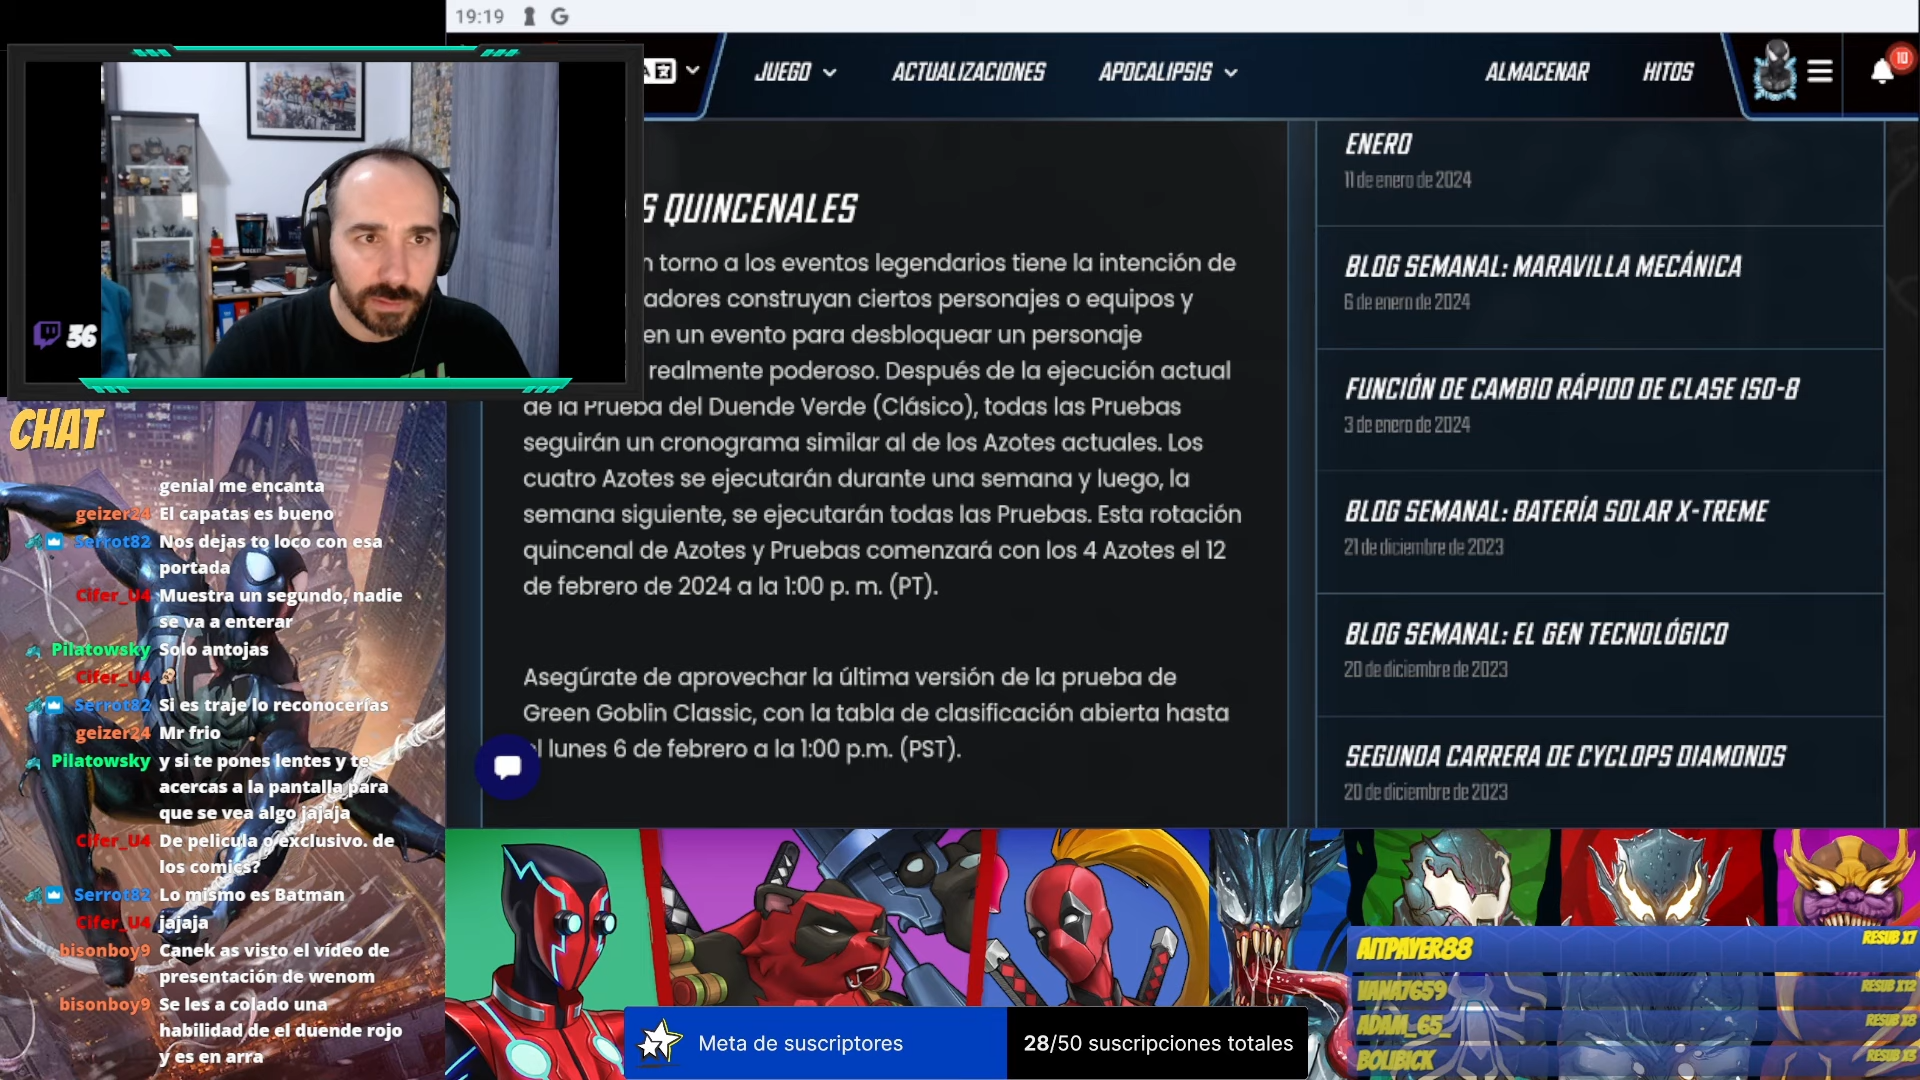 19:19
JUEGO
ACTUALIZACIONES
APOCALIPSIS
ALMACENAR
HITOS
10
36
S QUINCENALES
n torno a los eventos legendarios tiene la intención de
adores construyan ciertos personajes o equipos y
en un evento para desbloquear un personaje
realmente poderoso. Después de la ejecución actual
de la Prueba del Duende Verde (Clásico), todas las Pruebas
seguirán un cronograma similar al de los Azotes actuales. Los
cuatro Azotes se ejecutarán durante una semana y luego, la
semana siguiente, se ejecutarán todas las Pruebas. Esta rotación
quincenal de Azotes y Pruebas comenzará con los 4 Azotes el 12
de febrero de 2024 a la 1:00 p. m. (PT).
Asegúrate de aprovechar la última versión de la prueba de
Green Goblin Classic, con la tabla de clasificación abierta hasta
l lunes 6 de febrero a la 1:00 p.m. (PST).
ENERO
11 de enero de 2024
BLOG SEMANAL: MARAVILLA MECÁNICA
6 de enero de 2024
FUNCIÓN DE CAMBIO RÁPIDO DE CLASE ISO-8
3 de enero de 2024
BLOG SEMANAL: BATERÍA SOLAR X-TREME
21 de diciembre de 2023
BLOG SEMANAL: EL GEN TECNOLÓGICO
20 de diciembre de 2023
SEGUNDA CARRERA DE CYCLOPS DIAMONDS
20 de diciembre de 2023
CHAT
genial me encanta
geizer24 El capatas es bueno
Serrot82 Nos dejas to loco con esa
portada
Cifer_U4 Muestra un segundo, nadie
se va a enterar
Pilatowsky Solo antojas
Cifer_U4
Serrot82 Si es traje lo reconocerías
geizer24 Mr frio
Pilatowsky y si te pones lentes y te
acercas a la pantalla para
que se vea algo jajaja
Cifer_U4 De pelicula o exclusivo. de
los comics?
Serrot82 Lo mismo es Batman
Cifer_U4 jajaja
bisonboy9 Canek as visto el vídeo de
presentación de wenom
bisonboy9 Se les a colado una
habilidad de el duende rojo
y es en arra
Meta de suscriptores
28/50 suscripciones totales
AITPAYER88 RESUB X7
VANA7659 RESUB X12
ADAM_65_ RESUB X8
BOLIBICK RESUB X3